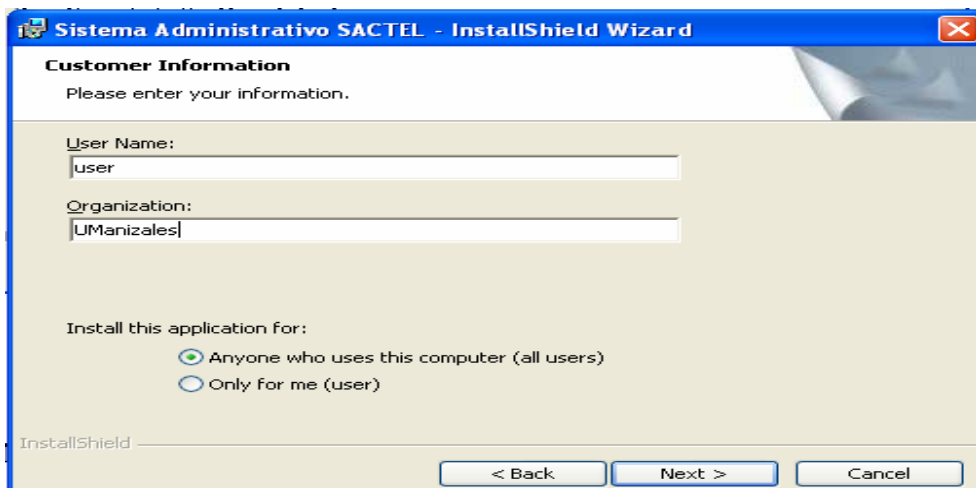 Sistema Administrativo SACTEL - InstallShield Wizard
Customer Information
Please enter your information.
User Name:
user
Organization:
UManizales
Install this application for:
Anyone who uses this computer (all users)
Only for me (user)
InstallShield
< Back
Next >
Cancel